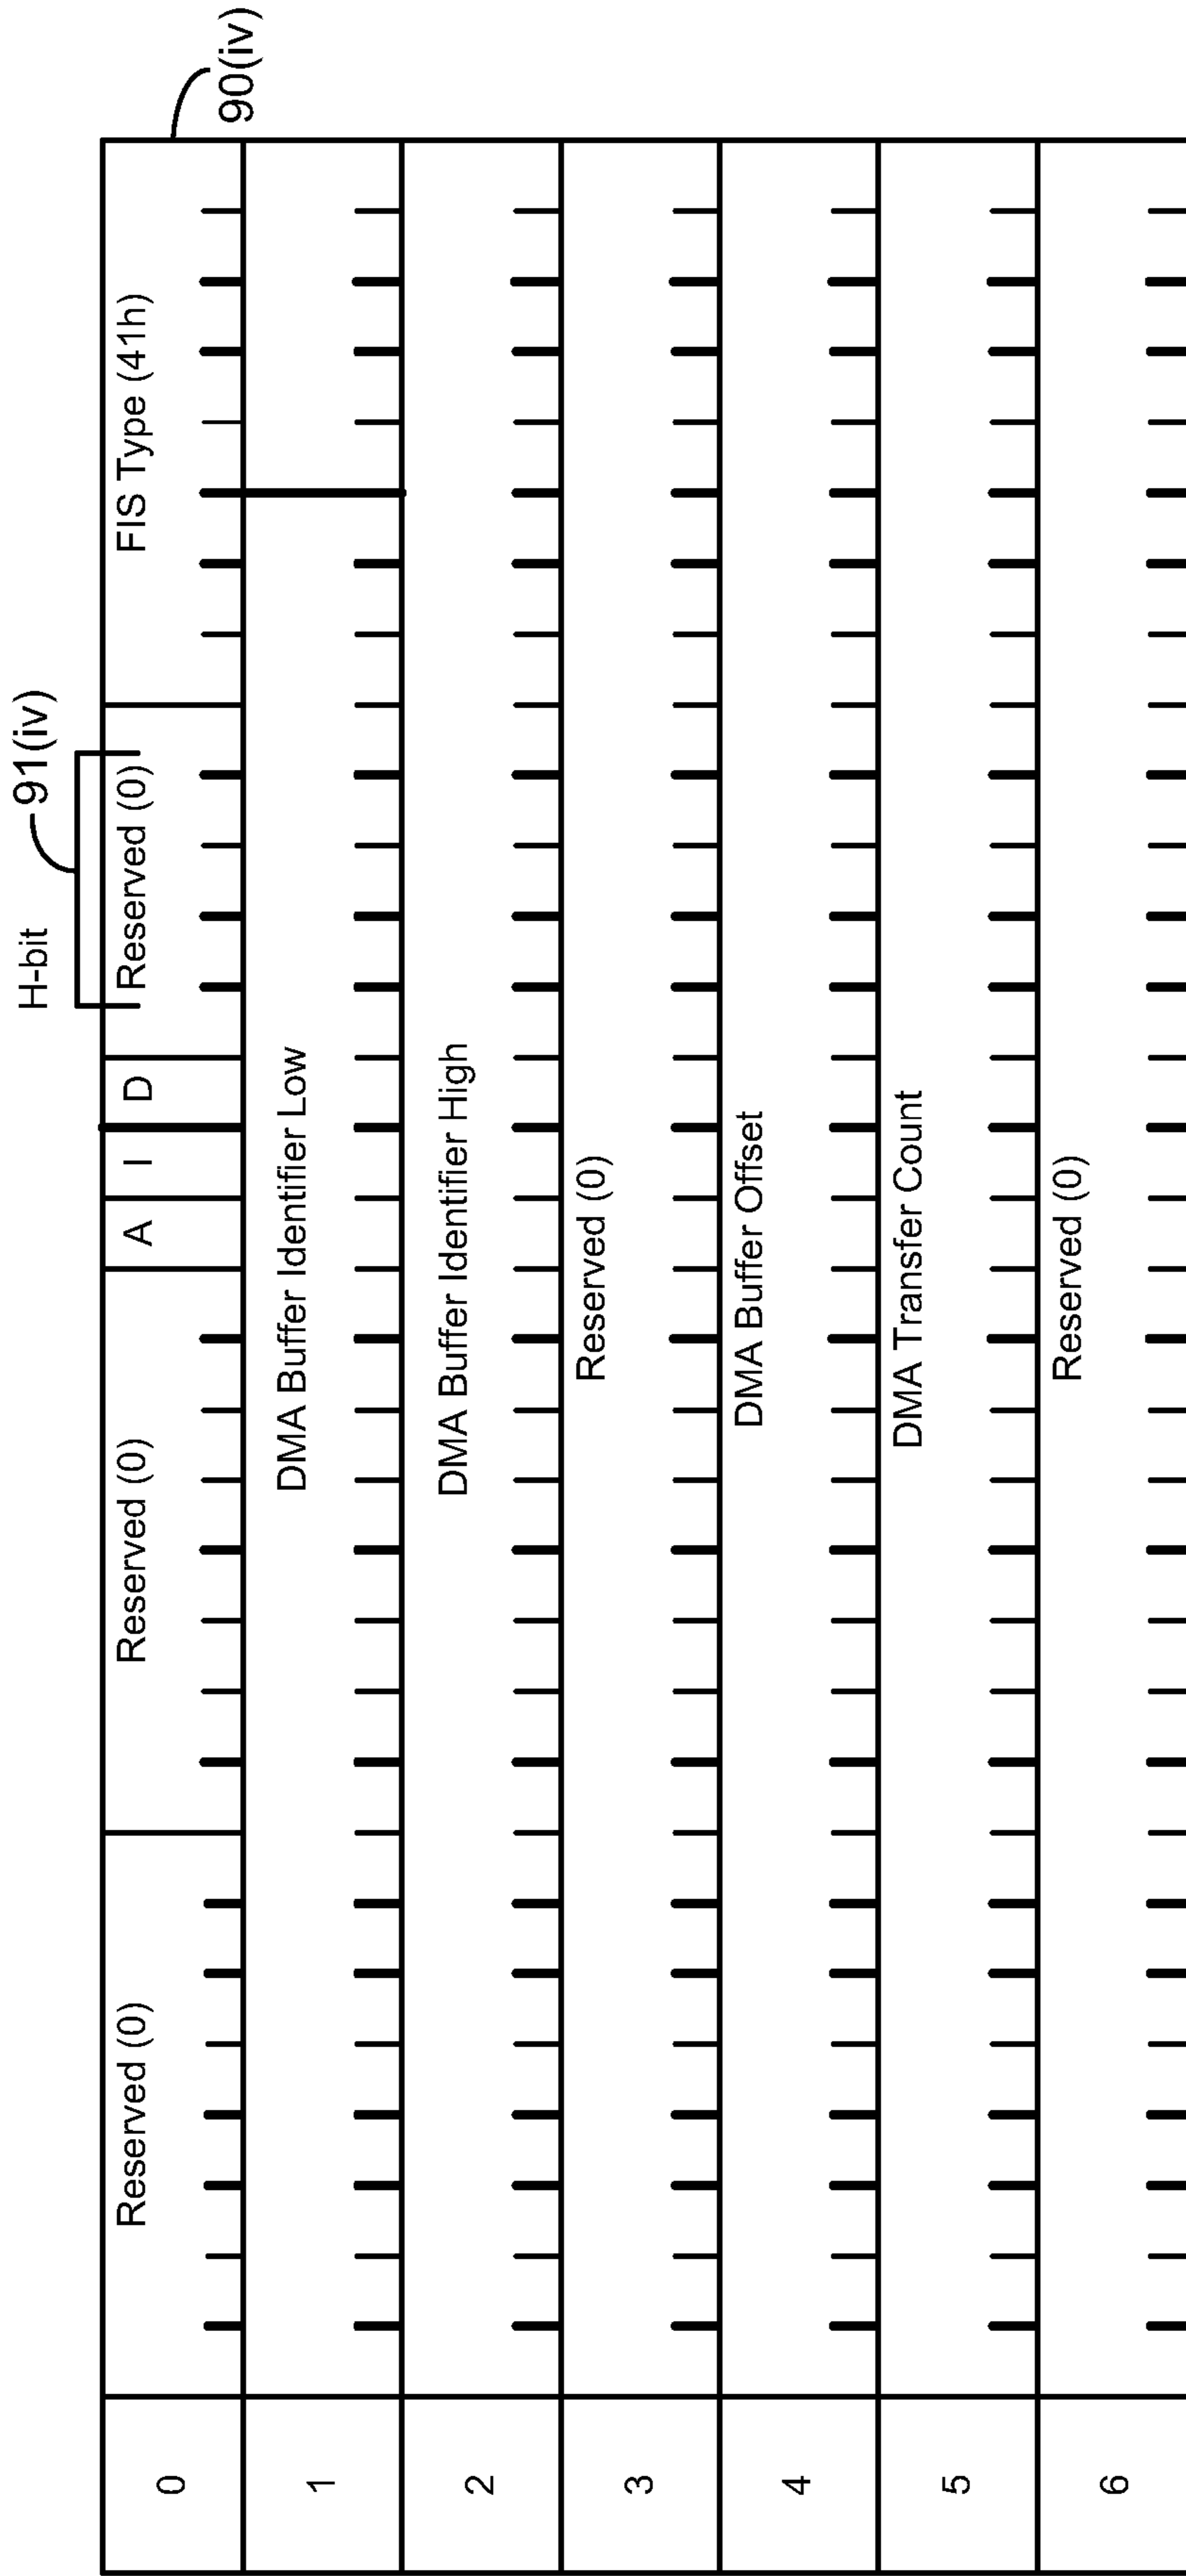 H-bit
91(iv)
90(iv)
0
Reserved (0)
Reserved (0)
A
I
D
Reserved (0)
FIS Type (41h)
1
DMA Buffer Identifier Low
2
DMA Buffer Identifier High
3
Reserved (0)
4
DMA Buffer Offset
5
DMA Transfer Count
6
Reserved (0)